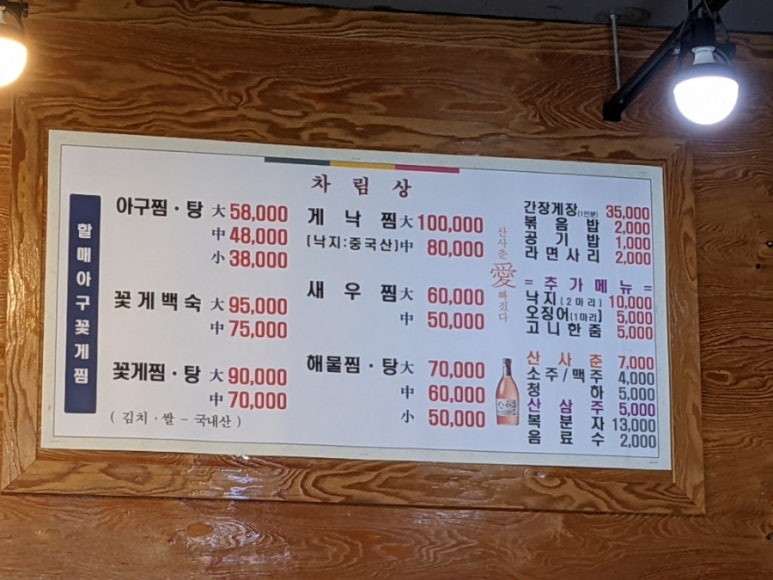 차림상
할매아구꽃게찜
아구찜·탕 大 58,000
中 48,000
小 38,000
꽃게백숙 大 95,000
中 75,000
꽃게찜·탕 大 90,000
中 70,000
( 김치·쌀 - 국내산 )
게낙찜 大 100,000
(낙지:중국산) 中 80,000
새우찜 大 60,000
中 50,000
해물찜·탕 大 70,000
中 60,000
小 50,000
산사춘
愛
빠졌다
간장게장(1인분) 35,000
볶음밥 2,000
공기밥 1,000
라면사리 2,000
= 추가메뉴 =
낙지(2마리) 10,000
오징어(1마리) 5,000
고니한줌 5,000
산사춘 7,000
소주/맥주 4,000
청하 5,000
산삼주 5,000
복분자 13,000
음료수 2,000